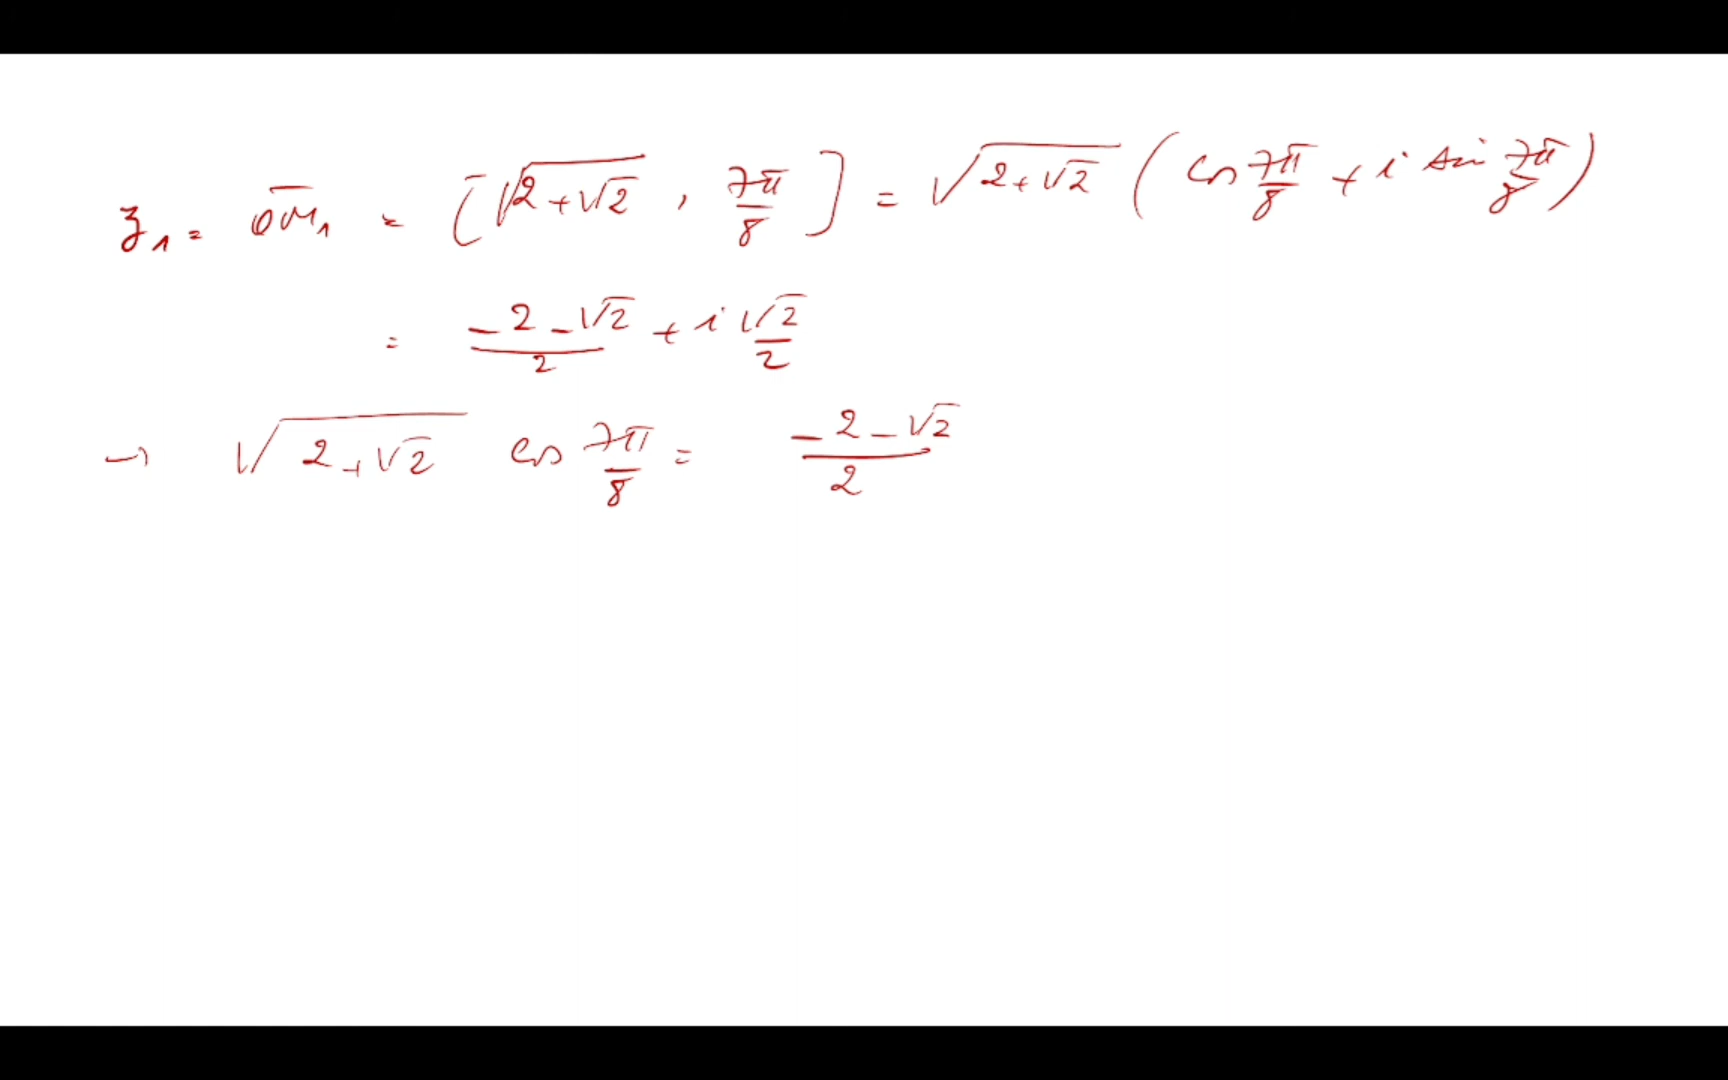 z₁ = OM₁ = [√(2+√2) , 7π/8] = √(2+√2) (cos 7π/8 + i sin 7π/8)
= (-2-√2)/2 + i √2/2
→ √(2+√2) cos 7π/8 = (-2-√2)/2